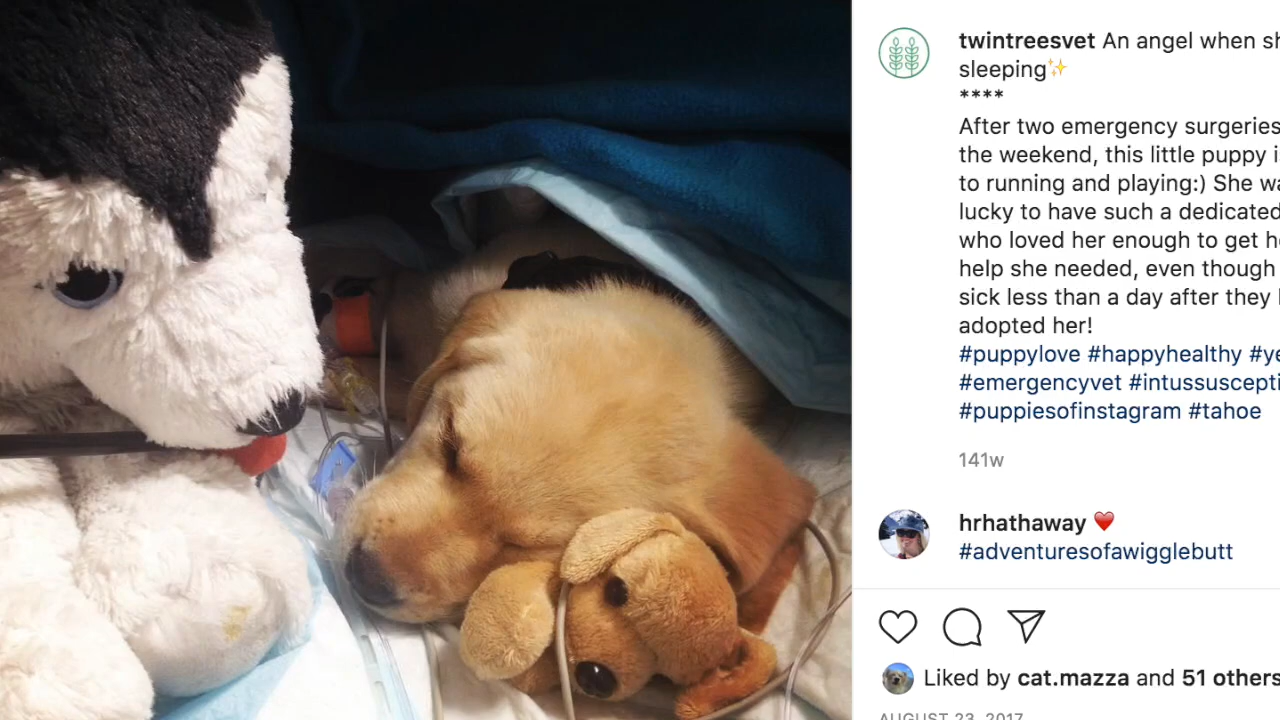 twintreesvet An angel when
sleeping✨
****
After two emergency surgeries
the weekend, this little puppy
to running and playing:) She
lucky to have such a dedicated
who loved her enough to get
help she needed, even though
sick less than a day after they
adopted her!
#puppylove #happyhealthy
#emergencyvet
#puppiesofinstagram #tahoe
141w
hrhathaway ❤️
#adventuresofawigglebutt
Liked by cat.mazza and 51 others
AUGUST 23, 2017